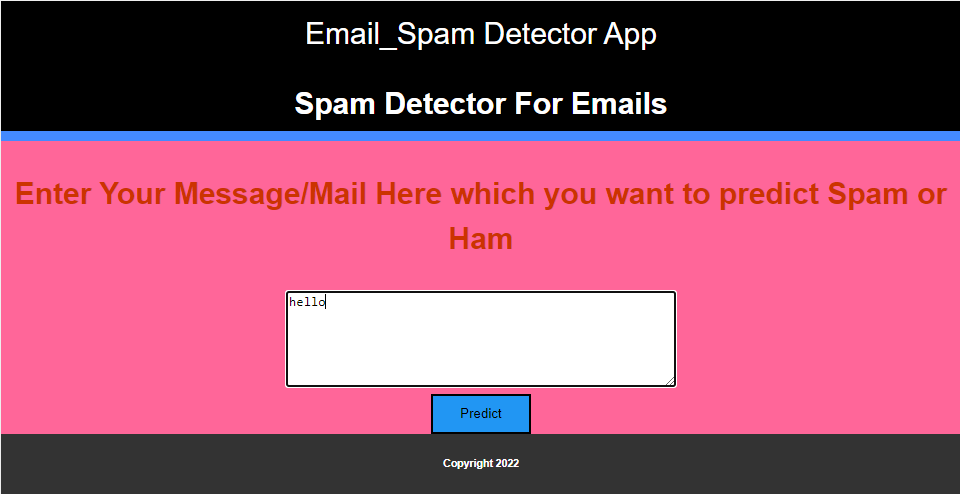 Email_Spam Detector App
Spam Detector For Emails
Enter Your Message/Mail Here which you want to predict Spam or
Ham
hello
Predict
Copyright 2022